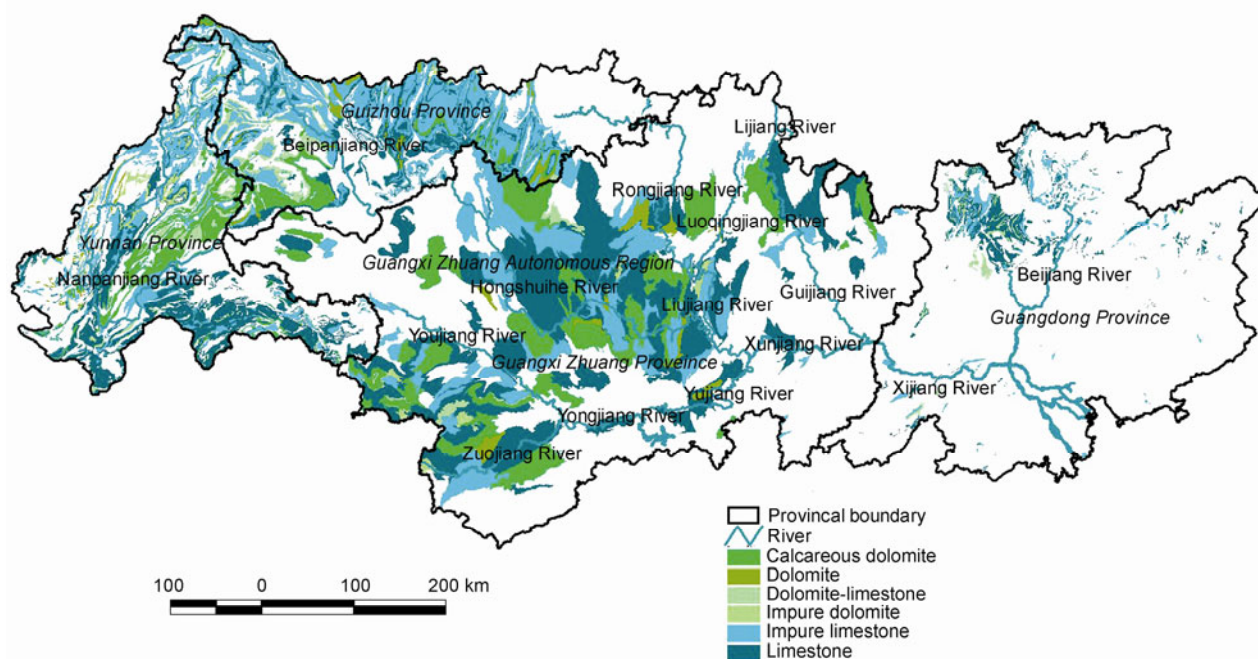 Guizhou Province
Lijiang River
Beipanjiang River
Rongjiang River
Luoqingjiang River
Yunnan Province
Guangxi Zhuang Autonomous Region
Nanpanjiang River
Hongshuihe River
Beijiang River
Liujiang River
Guijiang River
Guangdong Province
Youjiang River
Xunjiang River
Guangxi Zhuang Proveince
Yujiang River
Xijiang River
Yongjiang River
Zuojiang River
Provincal boundary
River
Calcareous dolomite
Dolomite
Dolomite-limestone
Impure dolomite
Impure limestone
Limestone
100 0 100 200 km